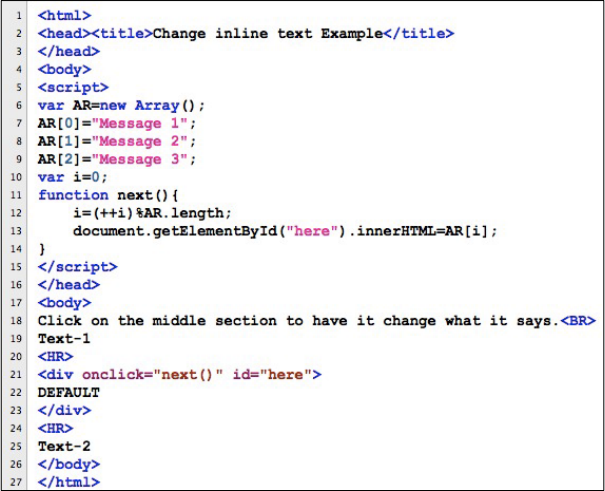 1 <html>
2 <head><title>Change inline text Example</title>
3 </head>
4 <body>
5 <script>
6 var AR=new Array();
7 AR[0]="Message 1";
8 AR[1]="Message 2";
9 AR[2]="Message 3";
10 var i=0;
11 function next(){
12     i=(++i)%AR.length;
13     document.getElementById("here").innerHTML=AR[i];
14 }
15 </script>
16 </head>
17 <body>
18 Click on the middle section to have it change what it says.<BR>
19 Text-1
20 <HR>
21 <div onclick="next()" id="here">
22 DEFAULT
23 </div>
24 <HR>
25 Text-2
26 </body>
27 </html>